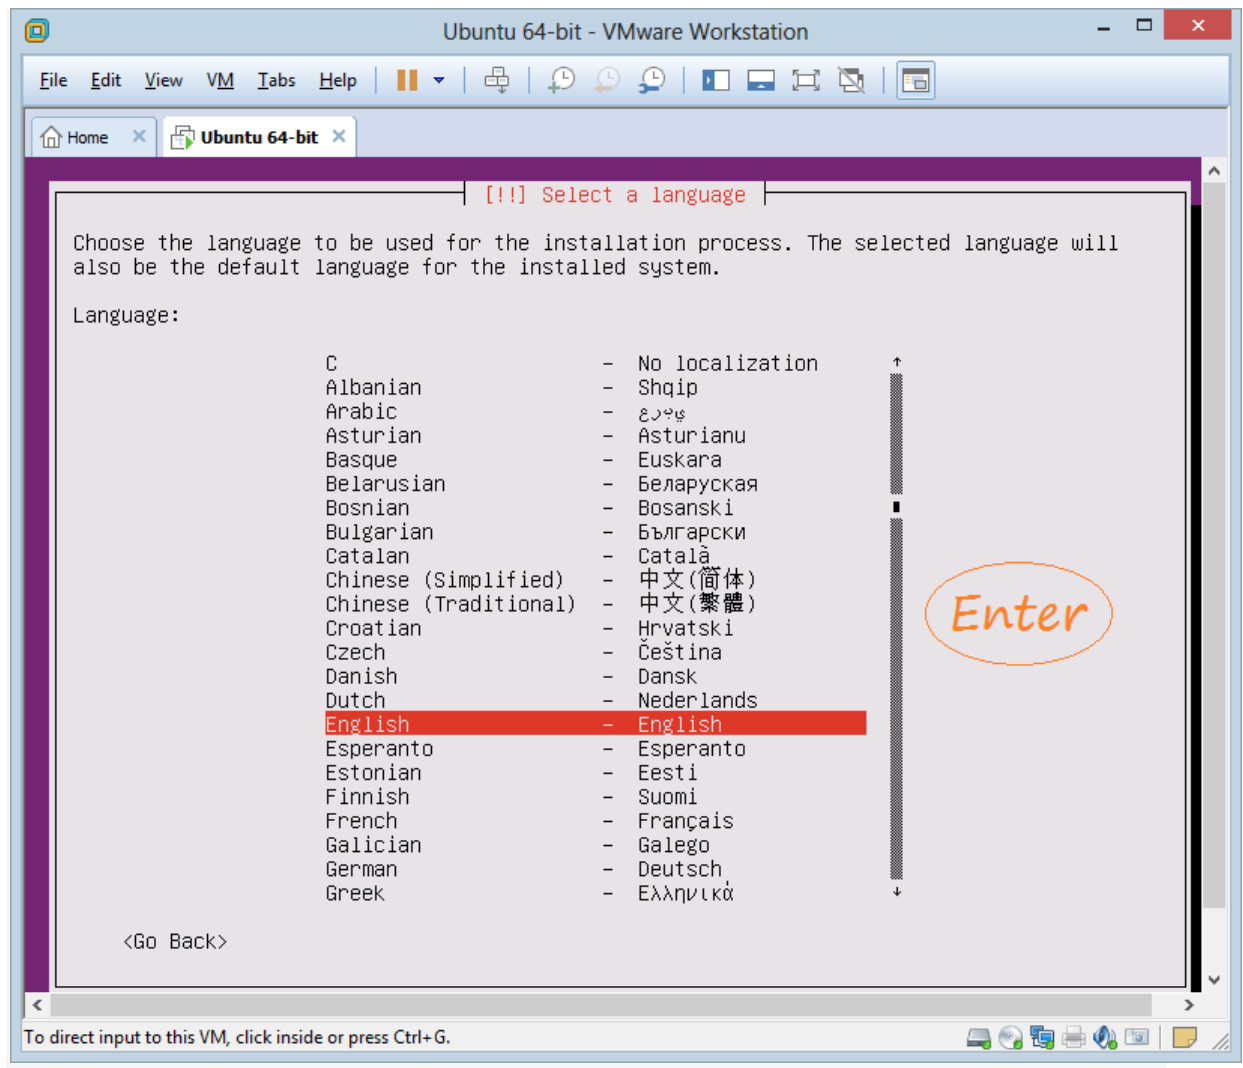 Ubuntu 64-bit - VMware Workstation
File Edit View VM Tabs Help
Home Ubuntu 64-bit
[!!] Select a language
Choose the language to be used for the installation process. The selected language will
also be the default language for the installed system.
Language:
C - No localization
Albanian - Shqip
Arabic - عربي
Asturian - Asturianu
Basque - Euskara
Belarusian - Беларуская
Bosnian - Bosanski
Bulgarian - Български
Catalan - Català
Chinese (Simplified) - 中文(简体)
Chinese (Traditional) - 中文(繁體)
Croatian - Hrvatski
Czech - Čeština
Danish - Dansk
Dutch - Nederlands
English - English
Esperanto - Esperanto
Estonian - Eesti
Finnish - Suomi
French - Français
Galician - Galego
German - Deutsch
Greek - Ελληνικά
Enter
<Go Back>
To direct input to this VM, click inside or press Ctrl+G.